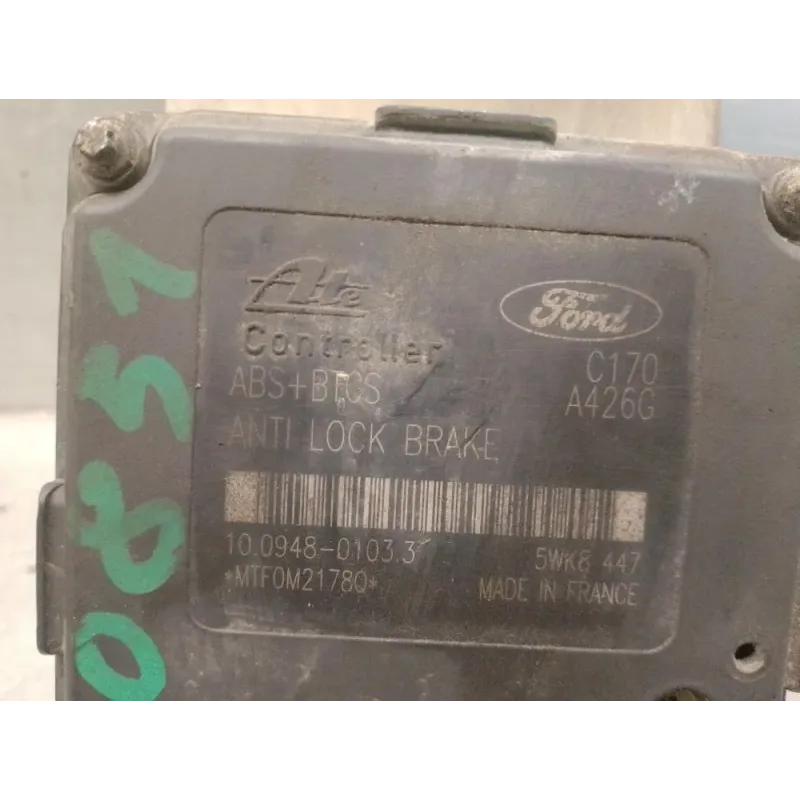 Ate
Ford
Controller
C170
ABS+BTCS
A426G
ANTI LOCK BRAKE
10.0948-0103.3
5WK8 447
*MTF0M21780*
MADE IN FRANCE
0851